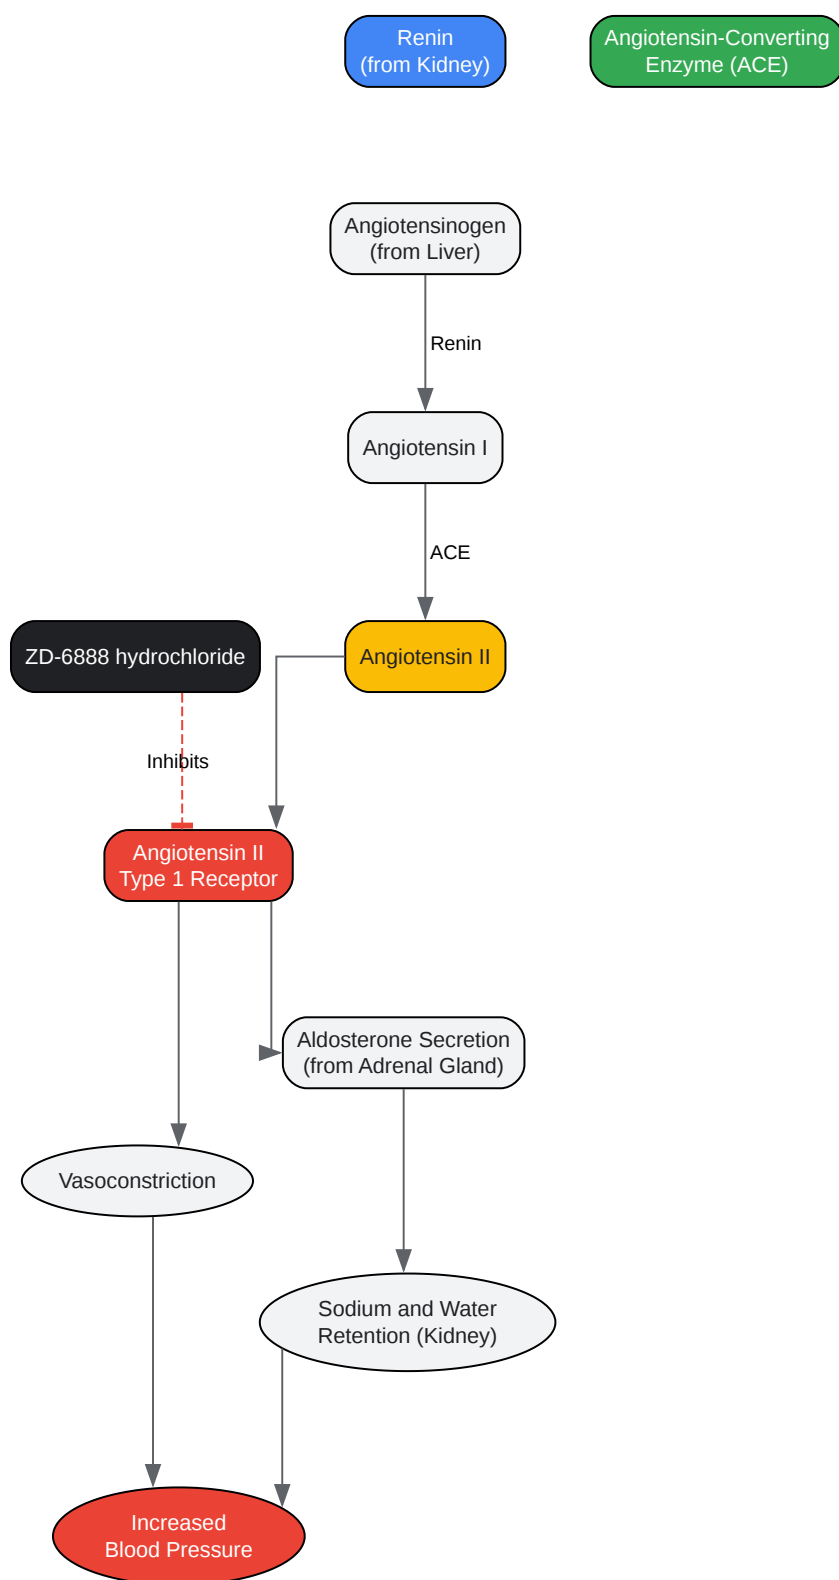 Renin
(from Kidney)
Angiotensin-Converting
Enzyme (ACE)
Angiotensinogen
(from Liver)
Renin
Angiotensin I
ACE
ZD-6888 hydrochloride
Angiotensin II
Inhibits
Angiotensin II
Type 1 Receptor
Aldosterone Secretion
(from Adrenal Gland)
Vasoconstriction
Sodium and Water
Retention (Kidney)
Increased
Blood Pressure